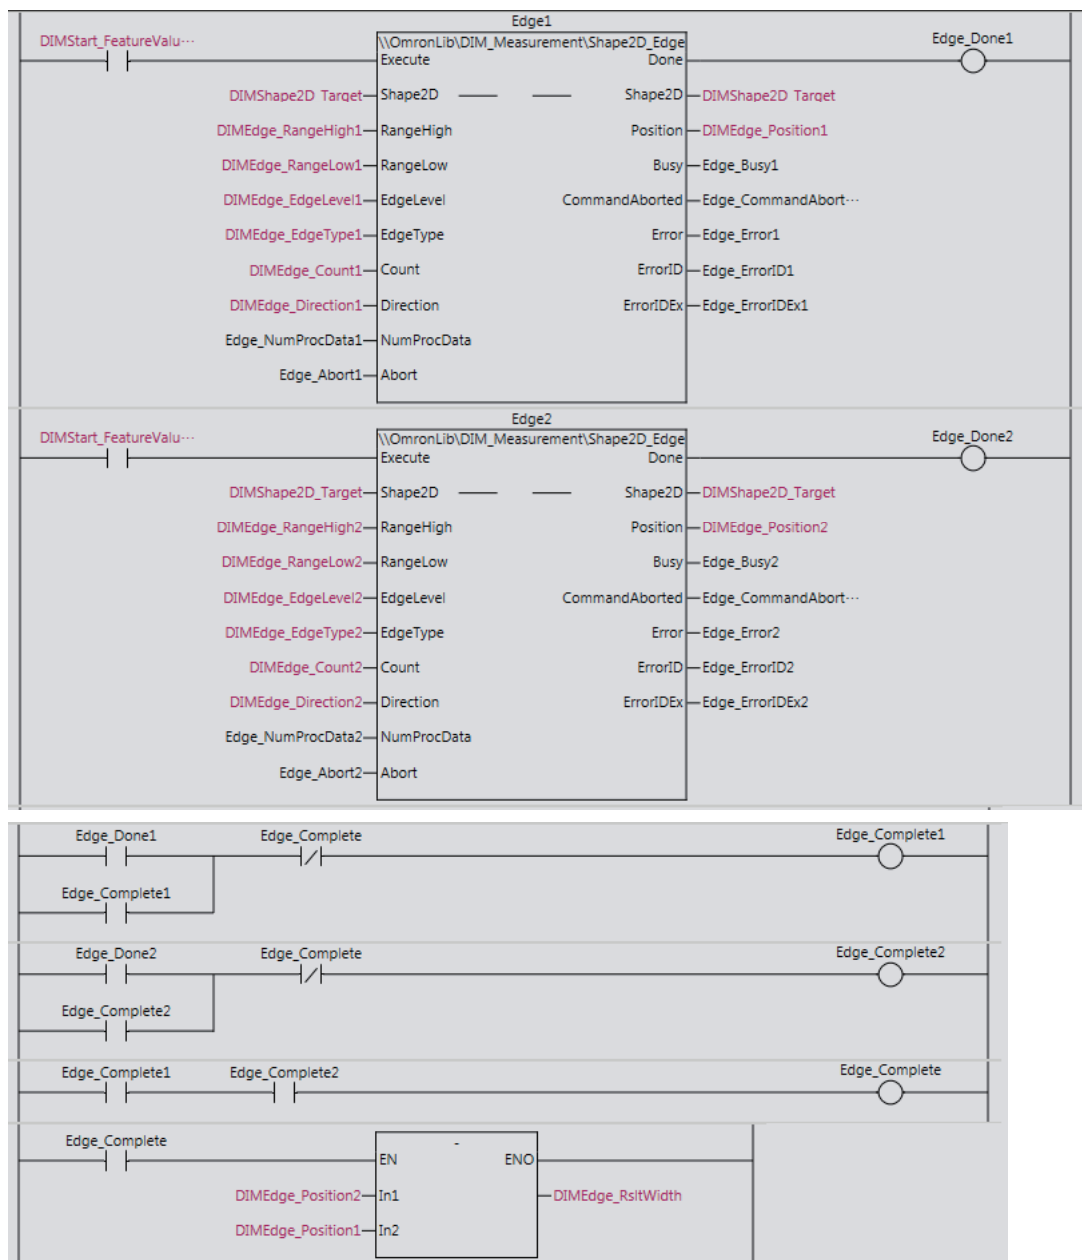 Edge1
DIMStart_FeatureValu… \\OmronLib\DIM_Measurement\Shape2D_Edge Edge_Done1
Execute Done
DIMShape2D_Target Shape2D Shape2D DIMShape2D_Target
DIMEdge_RangeHigh1 RangeHigh Position DIMEdge_Position1
DIMEdge_RangeLow1 RangeLow Busy Edge_Busy1
DIMEdge_EdgeLevel1 EdgeLevel CommandAborted Edge_CommandAbort…
DIMEdge_EdgeType1 EdgeType Error Edge_Error1
DIMEdge_Count1 Count ErrorID Edge_ErrorID1
DIMEdge_Direction1 Direction ErrorIDEx Edge_ErrorIDEx1
Edge_NumProcData1 NumProcData
Edge_Abort1 Abort
Edge2
DIMStart_FeatureValu… \\OmronLib\DIM_Measurement\Shape2D_Edge Edge_Done2
Execute Done
DIMShape2D_Target Shape2D Shape2D DIMShape2D_Target
DIMEdge_RangeHigh2 RangeHigh Position DIMEdge_Position2
DIMEdge_RangeLow2 RangeLow Busy Edge_Busy2
DIMEdge_EdgeLevel2 EdgeLevel CommandAborted Edge_CommandAbort…
DIMEdge_EdgeType2 EdgeType Error Edge_Error2
DIMEdge_Count2 Count ErrorID Edge_ErrorID2
DIMEdge_Direction2 Direction ErrorIDEx Edge_ErrorIDEx2
Edge_NumProcData2 NumProcData
Edge_Abort2 Abort
Edge_Done1 Edge_Complete Edge_Complete1
Edge_Complete1
Edge_Done2 Edge_Complete Edge_Complete2
Edge_Complete2
Edge_Complete1 Edge_Complete2 Edge_Complete
Edge_Complete -
EN ENO
DIMEdge_Position2 In1 DIMEdge_RsltWidth
DIMEdge_Position1 In2